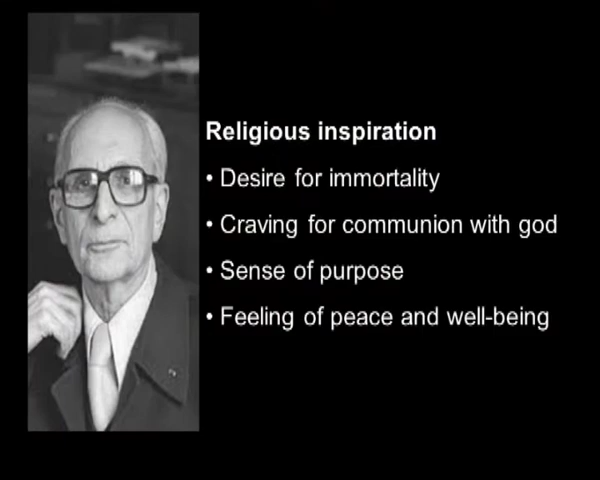 Religious inspiration
• Desire for immortality
• Craving for communion with god
• Sense of purpose
• Feeling of peace and well-being